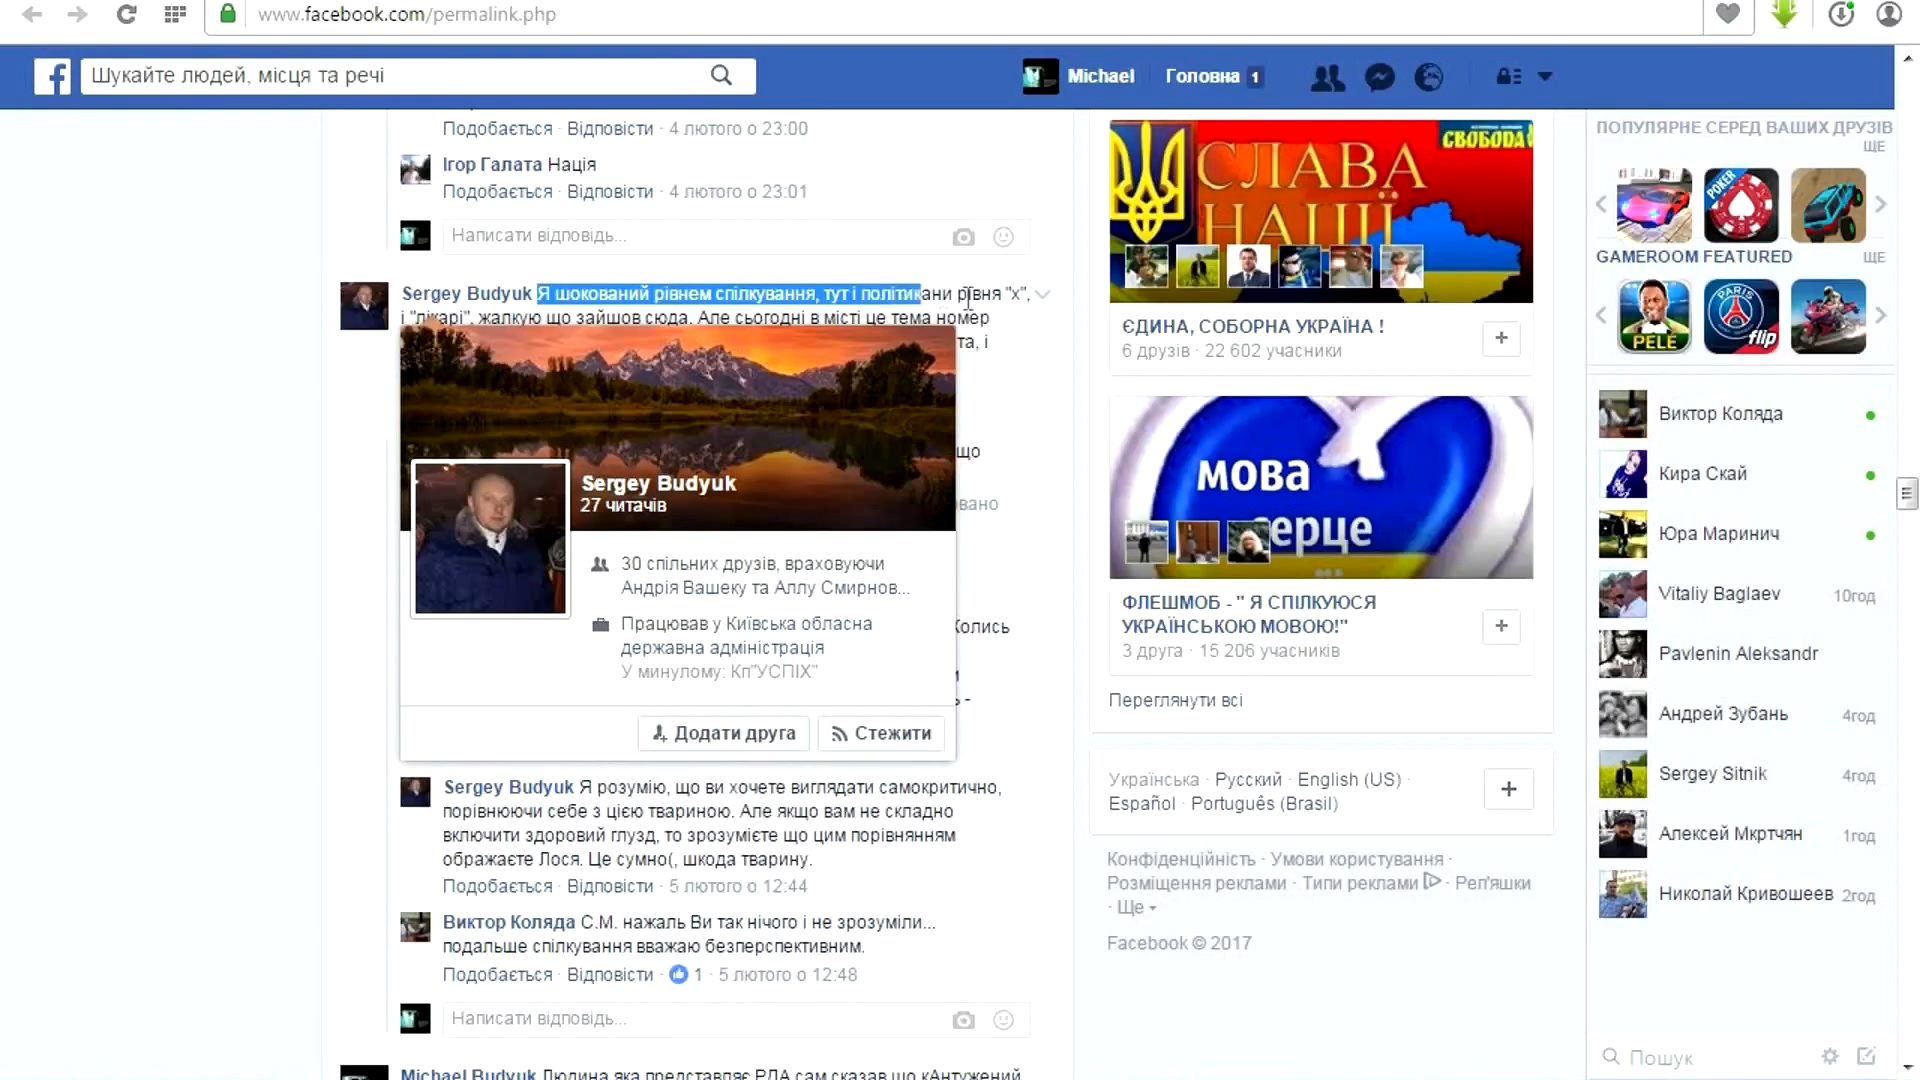 www.facebook.com/permalink.php
Шукайте людей, місця та речі
Michael
Головна 1
Подобається · Відповісти · 4 лютого о 23:00
Ігор Галата Нація
Подобається · Відповісти · 4 лютого о 23:01
Написати відповідь...
Sergey Budyuk Я шокований рівнем спілкування, тут і політикани рівня "х",
і "лікарі", жалкую що зайшов сюда. Але сьогодні в місті це тема номер
та, і
що
Sergey Budyuk
27 читачів
30 спільних друзів, враховуючи
Андрія Вашеку та Аллу Смирнов...
Працював у Київська обласна
державна адміністрація
У минулому: Кп"УСПІХ"
Колись
Додати друга
Стежити
Sergey Budyuk Я розумію, що ви хочете виглядати самокритично,
порівнюючи себе з цією твариною. Але якщо вам не складно
включити здоровий глузд, то зрозумієте що цим порівнянням
ображаєте Лося. Це сумно(, шкода тварину.
Подобається · Відповісти · 5 лютого о 12:44
Виктор Коляда С.М. нажаль Ви так нічого і не зрозуміли...
подальше спілкування вважаю безперспективним.
Подобається · Відповісти · 1 · 5 лютого о 12:48
Написати відповідь...
Michael Budyuk Людина яка представляє РДА сам сказав що кАнтужений
СВОБОДА
СЛАВА
НАЦІЇ
ЄДИНА, СОБОРНА УКРАЇНА !
6 друзів · 22 602 учасники
мова
серце
ФЛЕШМОБ - " Я СПІЛКУЮСЯ
УКРАЇНСЬКОЮ МОВОЮ!"
3 друга · 15 206 учасників
Переглянути всі
Українська · Русский · English (US) ·
Español · Português (Brasil)
Конфіденційність · Умови користування ·
Розміщення реклами · Типи реклами · Реп'яшки
· Ще
Facebook © 2017
ПОПУЛЯРНЕ СЕРЕД ВАШИХ ДРУЗІВ
ЩЕ
POKER
GAMEROOM FEATURED ЩЕ
PELÉ
PARIS
flip
Виктор Коляда
Кира Скай
Юра Маринич
Vitaliy Baglaev 10год
Pavlenin Aleksandr
Андрей Зубань 4год
Sergey Sitnik 4год
Алексей Мкртчян 1год
Николай Кривошеев 2год
Пошук